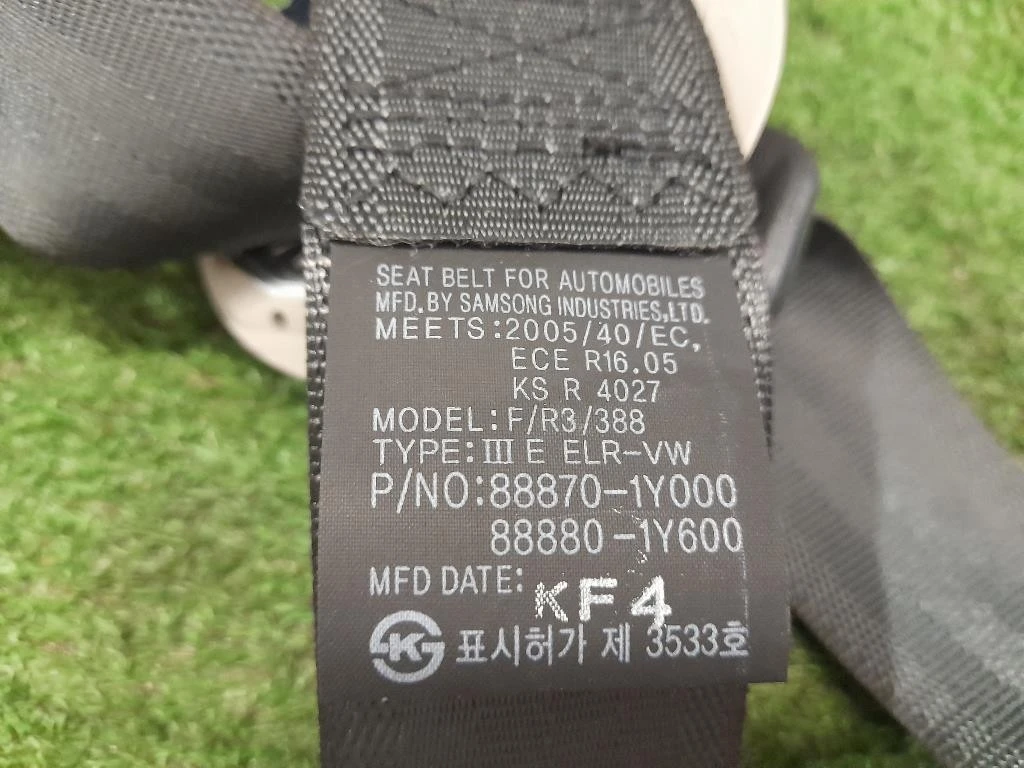 SEAT BELT FOR AUTOMOBILES
MFD. BY SAMSONG INDUSTRIES,LTD.
MEETS:2005/40/EC,
ECE R16.05
KS R 4027
MODEL:F/R3/388
TYPE:Ⅲ E ELR-VW
P/NO:88870-1Y000
88880-1Y600
MFD DATE: KF4
K 표시허가 제 3533호